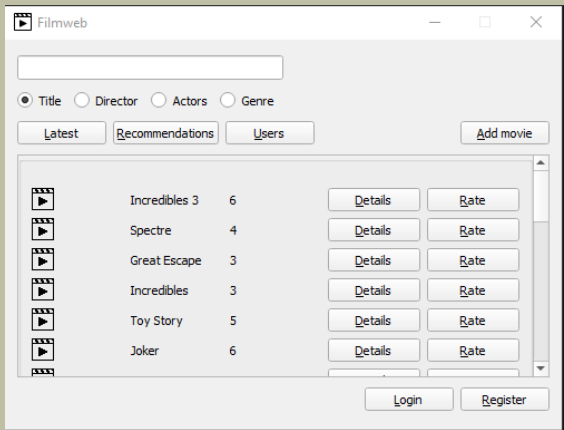 Filmweb
Title Director Actors Genre
Latest Recommendations Users Add movie
Incredibles 3 6 Details Rate
Spectre 4 Details Rate
Great Escape 3 Details Rate
Incredibles 3 Details Rate
Toy Story 5 Details Rate
Joker 6 Details Rate
Login Register